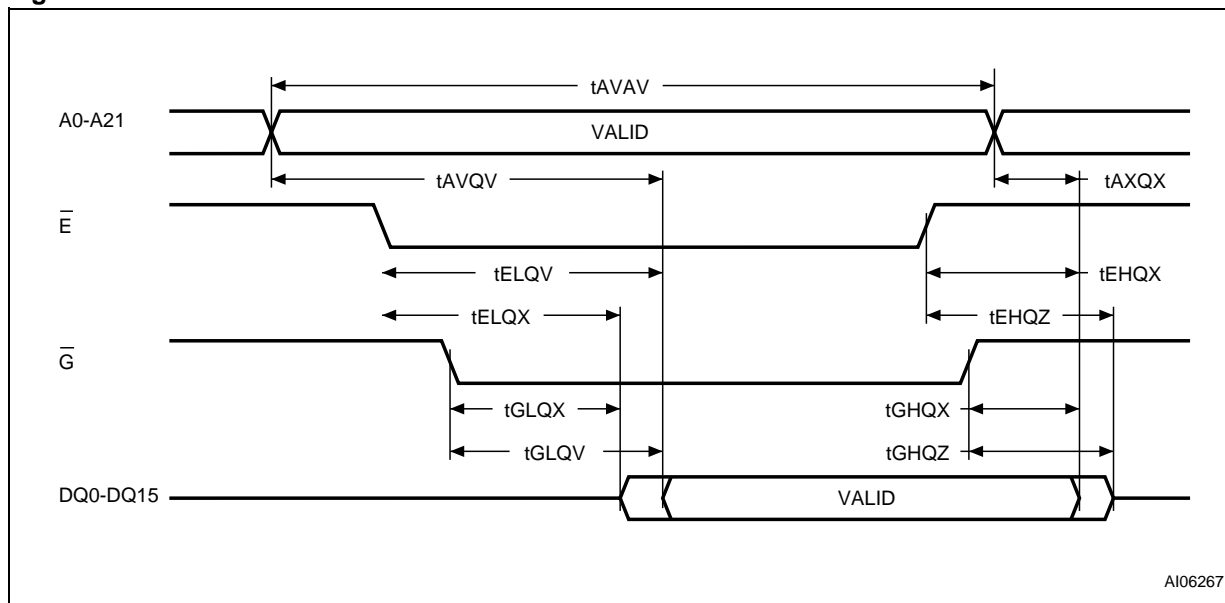 tAVAV
A0-A21
VALID
tAVQV
tAXQX
E̅
tELQV
tEHQX
tELQX
tEHQZ
G̅
tGLQX
tGHQX
tGLQV
tGHQZ
DQ0-DQ15
VALID
AI06267